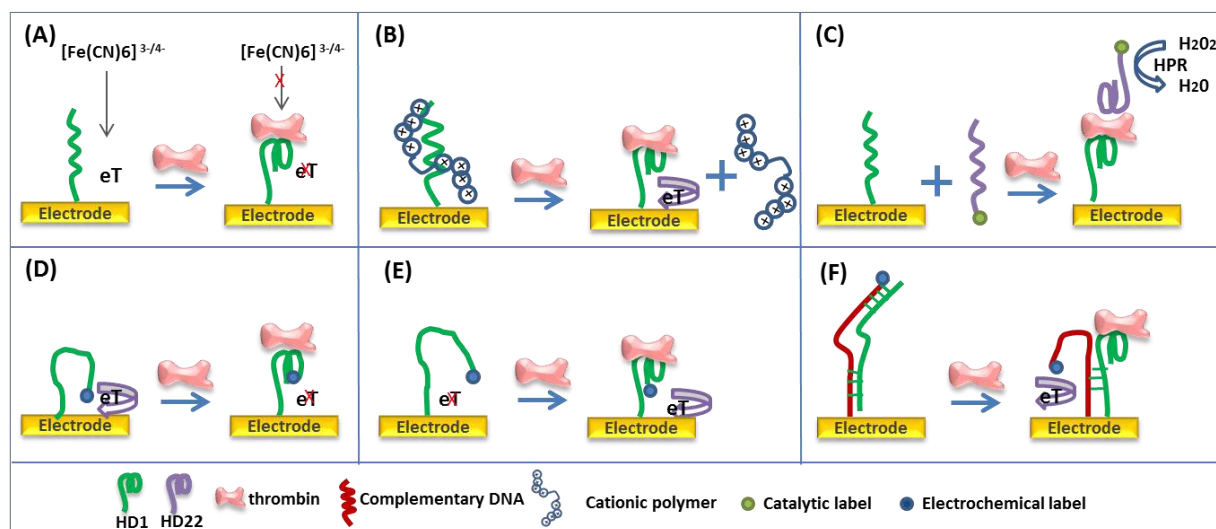 (A)
[Fe(CN)6] 3-/4-
[Fe(CN)6] 3-/4-
X
eT
eT
X
Electrode
Electrode
(B)
+ + + + + + + +
eT
+
+ + + + + + + +
Electrode
Electrode
(C)
H2O2
HPR
H2O
+
Electrode
Electrode
(D)
eT
eT
X
Electrode
Electrode
(E)
eT
X
eT
Electrode
Electrode
(F)
eT
Electrode
Electrode
HD1
HD22
thrombin
Complementary DNA
Cationic polymer
Catalytic label
Electrochemical label